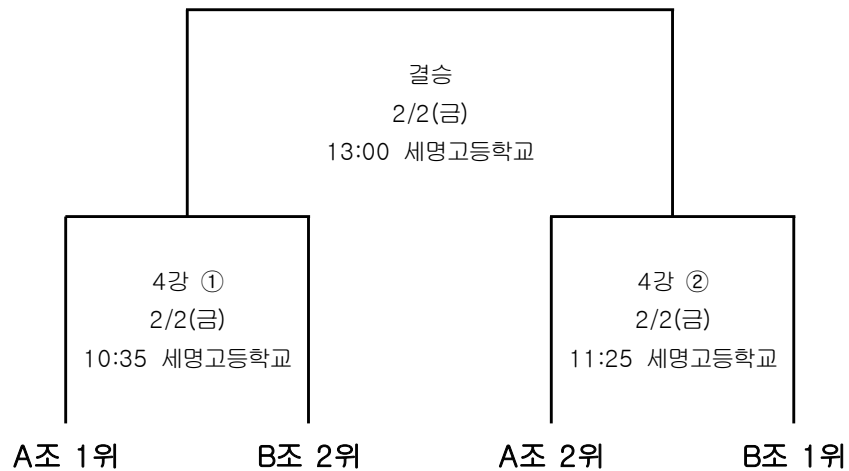 결승
2/2(금)
13:00 세명고등학교
4강 ①
2/2(금)
10:35 세명고등학교
4강 ②
2/2(금)
11:25 세명고등학교
A조 1위
B조 2위
A조 2위
B조 1위